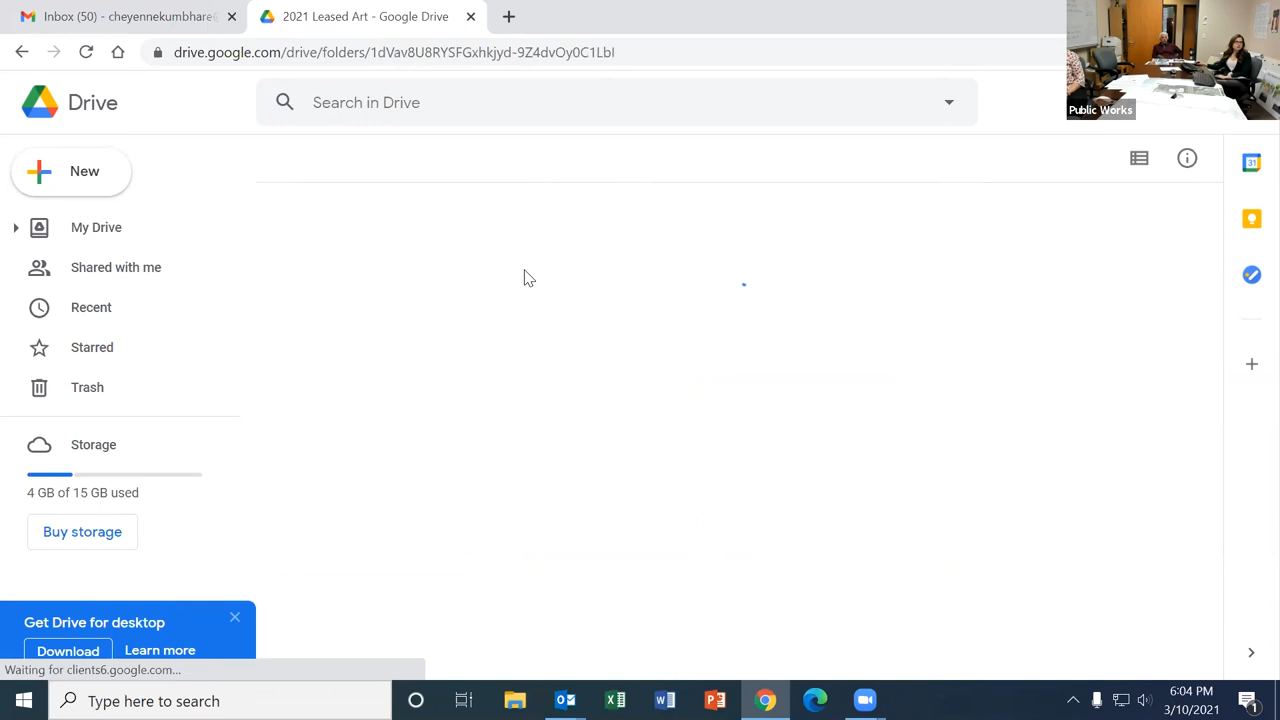 Inbox (50) - cheyennekumbhare@
2021 Leased Art - Google Drive
drive.google.com/drive/folders/1dVav8U8RYSFGxhkjyd-9Z4dvOy0C1LbI
Drive
Search in Drive
Public Works
New
31
My Drive
Shared with me
Recent
Starred
Trash
Storage
4 GB of 15 GB used
Buy storage
Get Drive for desktop
Download
Learn more
Waiting for clients6.google.com...
Type here to search
6:04 PM
3/10/2021
1